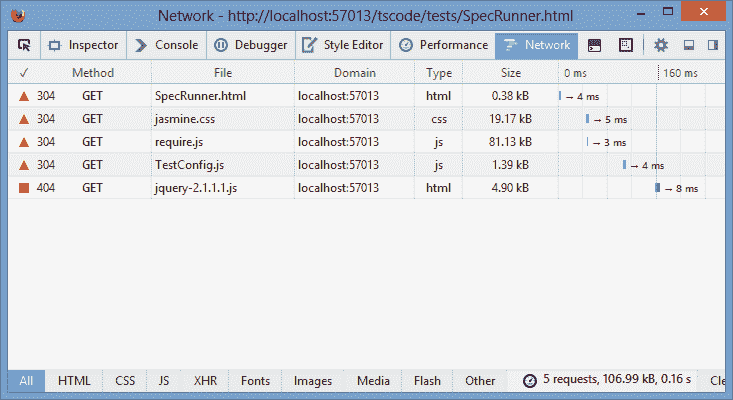 Network - http://localhost:57013/tscode/tests/SpecRunner.html
Inspector Console Debugger Style Editor Performance Network
✓ Method File Domain Type Size 0 ms 160 ms
304 GET SpecRunner.html localhost:57013 html 0.38 kB → 4 ms
304 GET jasmine.css localhost:57013 css 19.17 kB → 5 ms
304 GET require.js localhost:57013 js 81.13 kB → 3 ms
304 GET TestConfig.js localhost:57013 js 1.39 kB → 4 ms
404 GET jquery-2.1.1.1.js localhost:57013 html 4.90 kB → 8 ms
All HTML CSS JS XHR Fonts Images Media Flash Other 5 requests, 106.99 kB, 0.16 s Cle